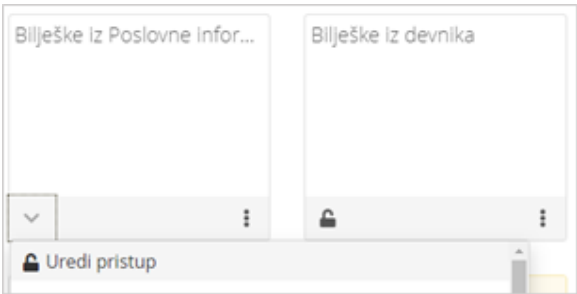 Bilješke iz Poslovne infor...
Bilješke iz devnika
Uredi pristup